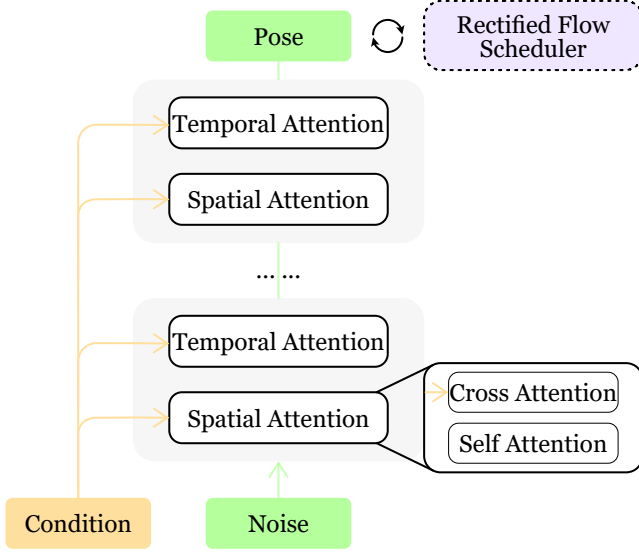 Pose
Rectified Flow
Scheduler
Temporal Attention
Spatial Attention
... ...
Temporal Attention
Spatial Attention
Cross Attention
Self Attention
Condition
Noise